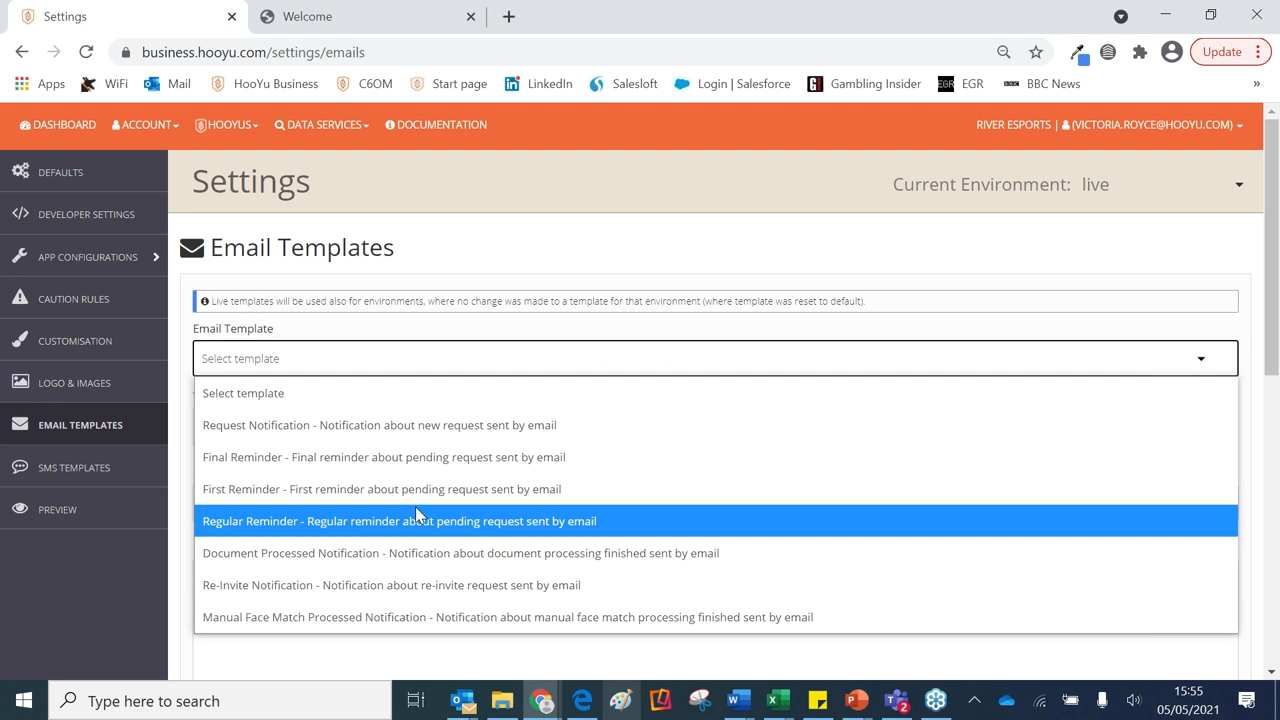 Settings
Welcome
business.hooyu.com/settings/emails
Update
Apps
WiFi
Mail
HooYu Business
C6OM
Start page
LinkedIn
Salesloft
Login | Salesforce
Gambling Insider
EGR
EGR
BBC
BBC News
»
DASHBOARD
ACCOUNT
HOOYUS
DATA SERVICES
DOCUMENTATION
RIVER ESPORTS | (VICTORIA.ROYCE@HOOYU.COM)
DEFAULTS
DEVELOPER SETTINGS
APP CONFIGURATIONS
CAUTION RULES
CUSTOMISATION
LOGO & IMAGES
EMAIL TEMPLATES
SMS TEMPLATES
PREVIEW
Settings
Current Environment: live
Email Templates
Live templates will be used also for environments, where no change was made to a template for that environment (where template was reset to default).
Email Template
Select template
Select template
Request Notification - Notification about new request sent by email
Final Reminder - Final reminder about pending request sent by email
First Reminder - First reminder about pending request sent by email
Regular Reminder - Regular reminder about pending request sent by email
Document Processed Notification - Notification about document processing finished sent by email
Re-Invite Notification - Notification about re-invite request sent by email
Manual Face Match Processed Notification - Notification about manual face match processing finished sent by email
Type here to search
15:55
05/05/2021